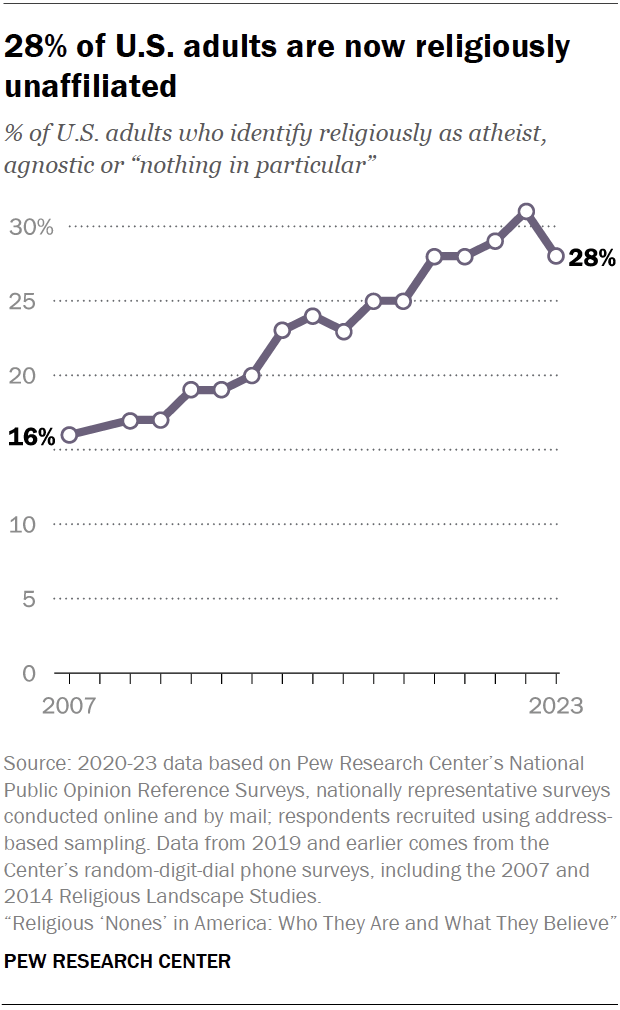 28% of U.S. adults are now religiously
unaffiliated
% of U.S. adults who identify religiously as atheist,
agnostic or “nothing in particular”
30%
28%
25
20
16%
10
5
0
2007
2023
Source: 2020-23 data based on Pew Research Center’s National
Public Opinion Reference Surveys, nationally representative surveys
conducted online and by mail; respondents recruited using address-
based sampling. Data from 2019 and earlier comes from the
Center’s random-digit-dial phone surveys, including the 2007 and
2014 Religious Landscape Studies.
“Religious ‘Nones’ in America: Who They Are and What They Believe”
PEW RESEARCH CENTER